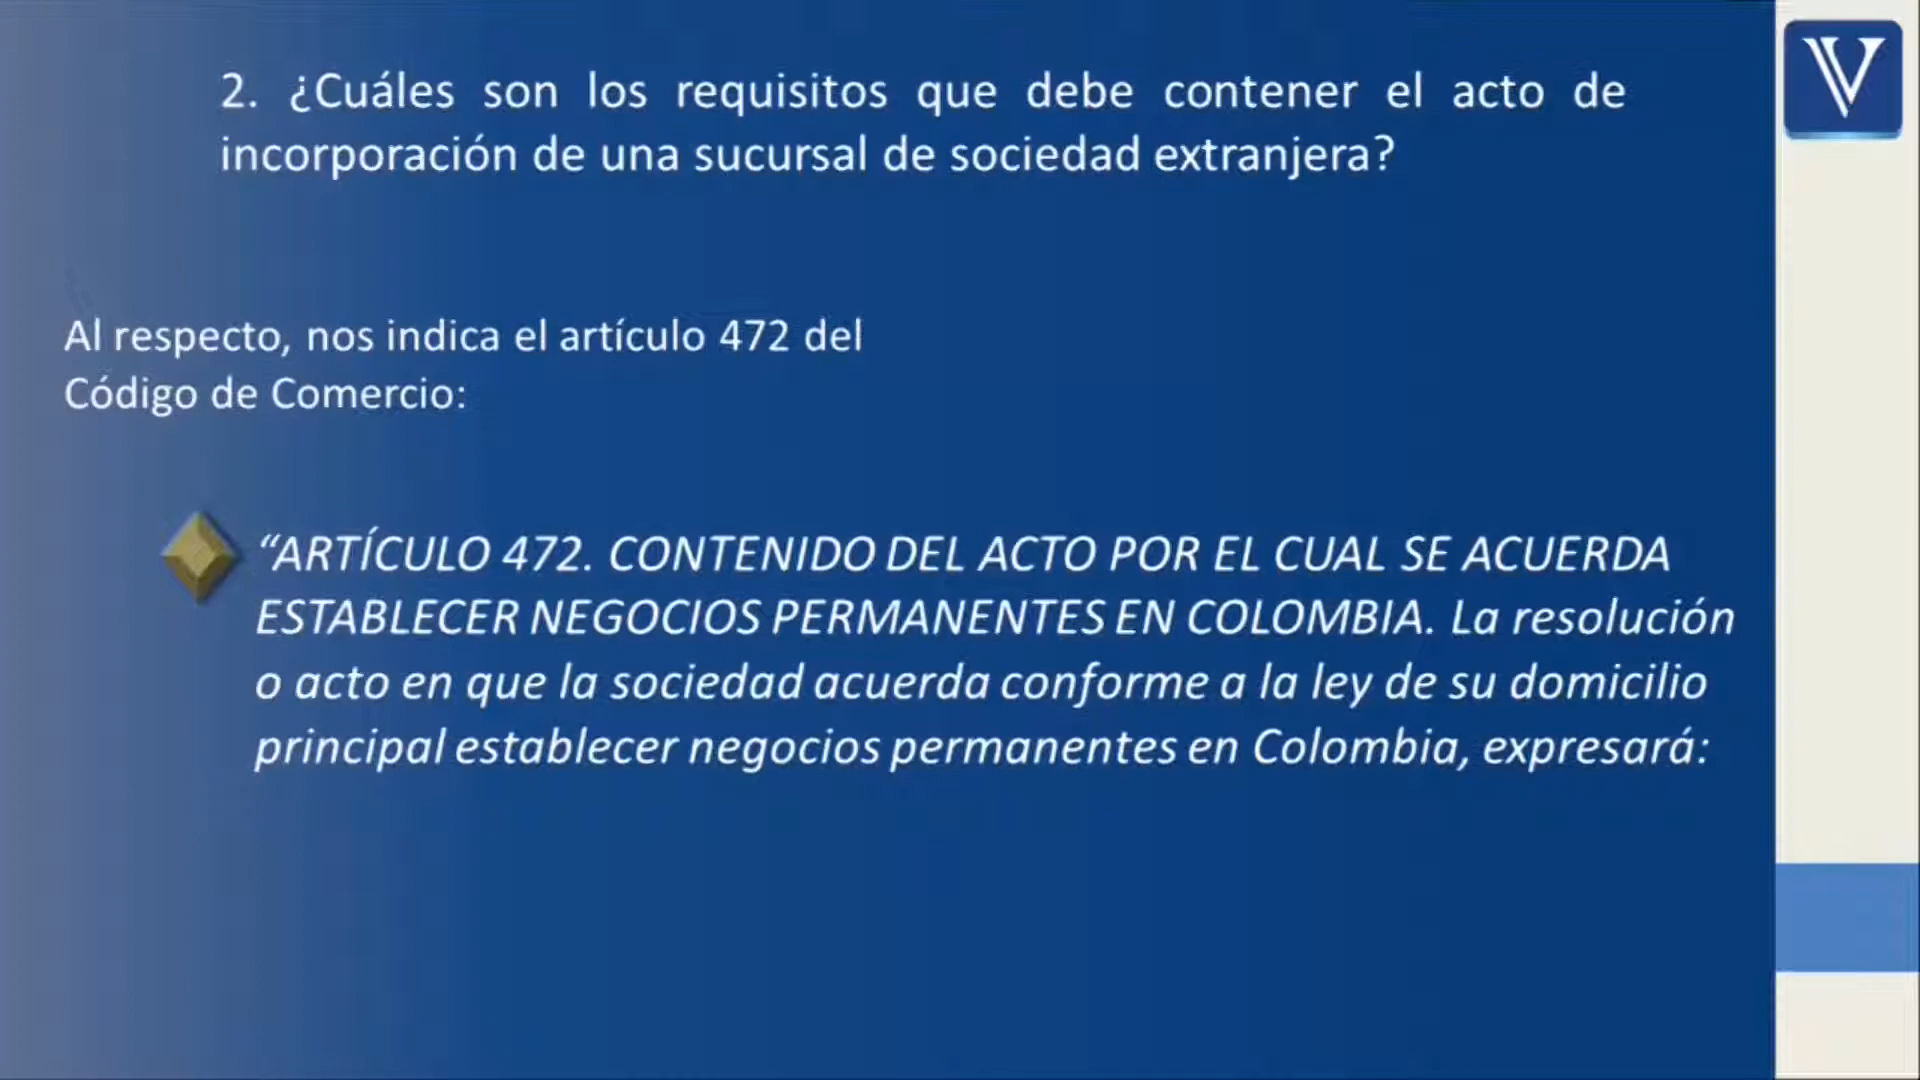 2. ¿Cuáles son los requisitos que debe contener el acto de
incorporación de una sucursal de sociedad extranjera?
Al respecto, nos indica el artículo 472 del
Código de Comercio:
“ARTÍCULO 472. CONTENIDO DEL ACTO POR EL CUAL SE ACUERDA
ESTABLECER NEGOCIOS PERMANENTES EN COLOMBIA. La resolución
o acto en que la sociedad acuerda conforme a la ley de su domicilio
principal establecer negocios permanentes en Colombia, expresará:
V